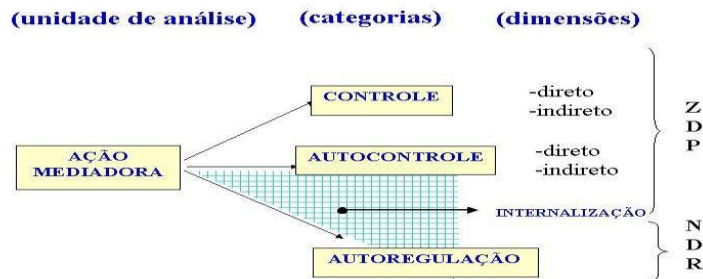 (unidade de análise) (categorias) (dimensões)
CONTROLE
-direto
-indireto
AÇÃO
MEDIADORA
AUTOCONTROLE
-direto
-indireto
Z
D
P
INTERNALIZAÇÃO
AUTOREGULAÇÃO
N
D
R